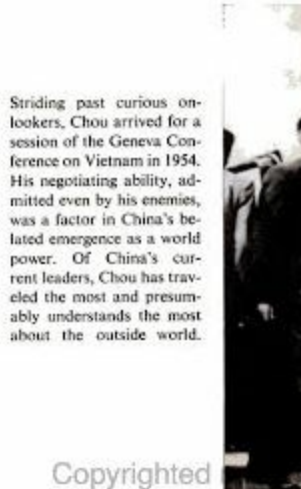 Striding past curious on-
lookers, Chou arrived for a
session of the Geneva Con-
ference on Vietnam in 1954.
His negotiating ability, ad-
mitted even by his enemies,
was a factor in China's be-
lated emergence as a world
power. Of China's cur-
rent leaders, Chou has trav-
eled the most and presum-
ably understands the most
about the outside world.
Copyrighted